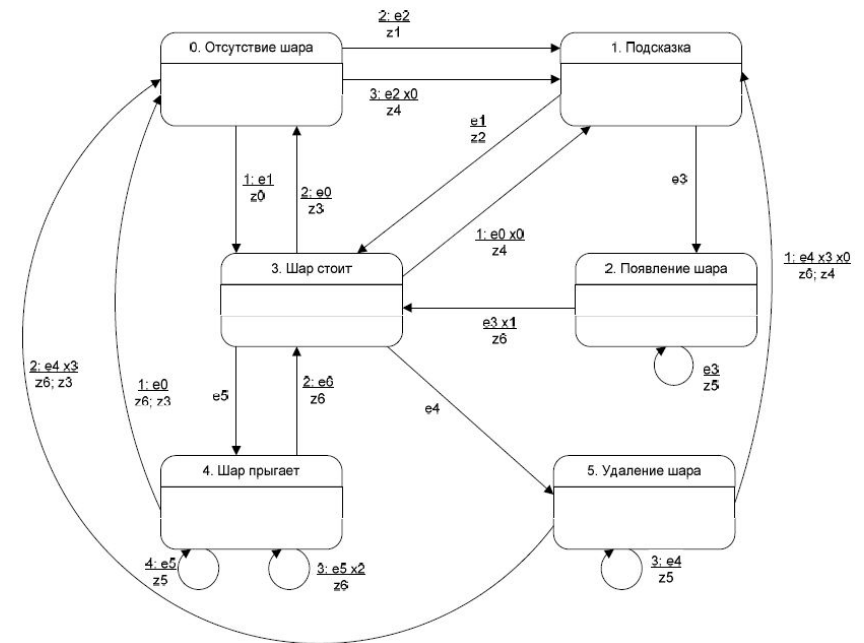 2: e2
z1
0. Отсутствие шара
1. Подсказка
3: e2 x0
z4
e1
z2
1: e1
z0
2: e0
z3
e3
1: e0 x0
z4
3. Шар стоит
2. Появление шара
1: e4 x3 x0
z6; z4
e3 x1
z6
2: e4 x3
z6; z3
1: e0
z6; z3
e5
2: e6
z6
e3
z5
e4
4. Шар прыгает
5. Удаление шара
4: e5
z5
3: e5 x2
z6
3: e4
z5